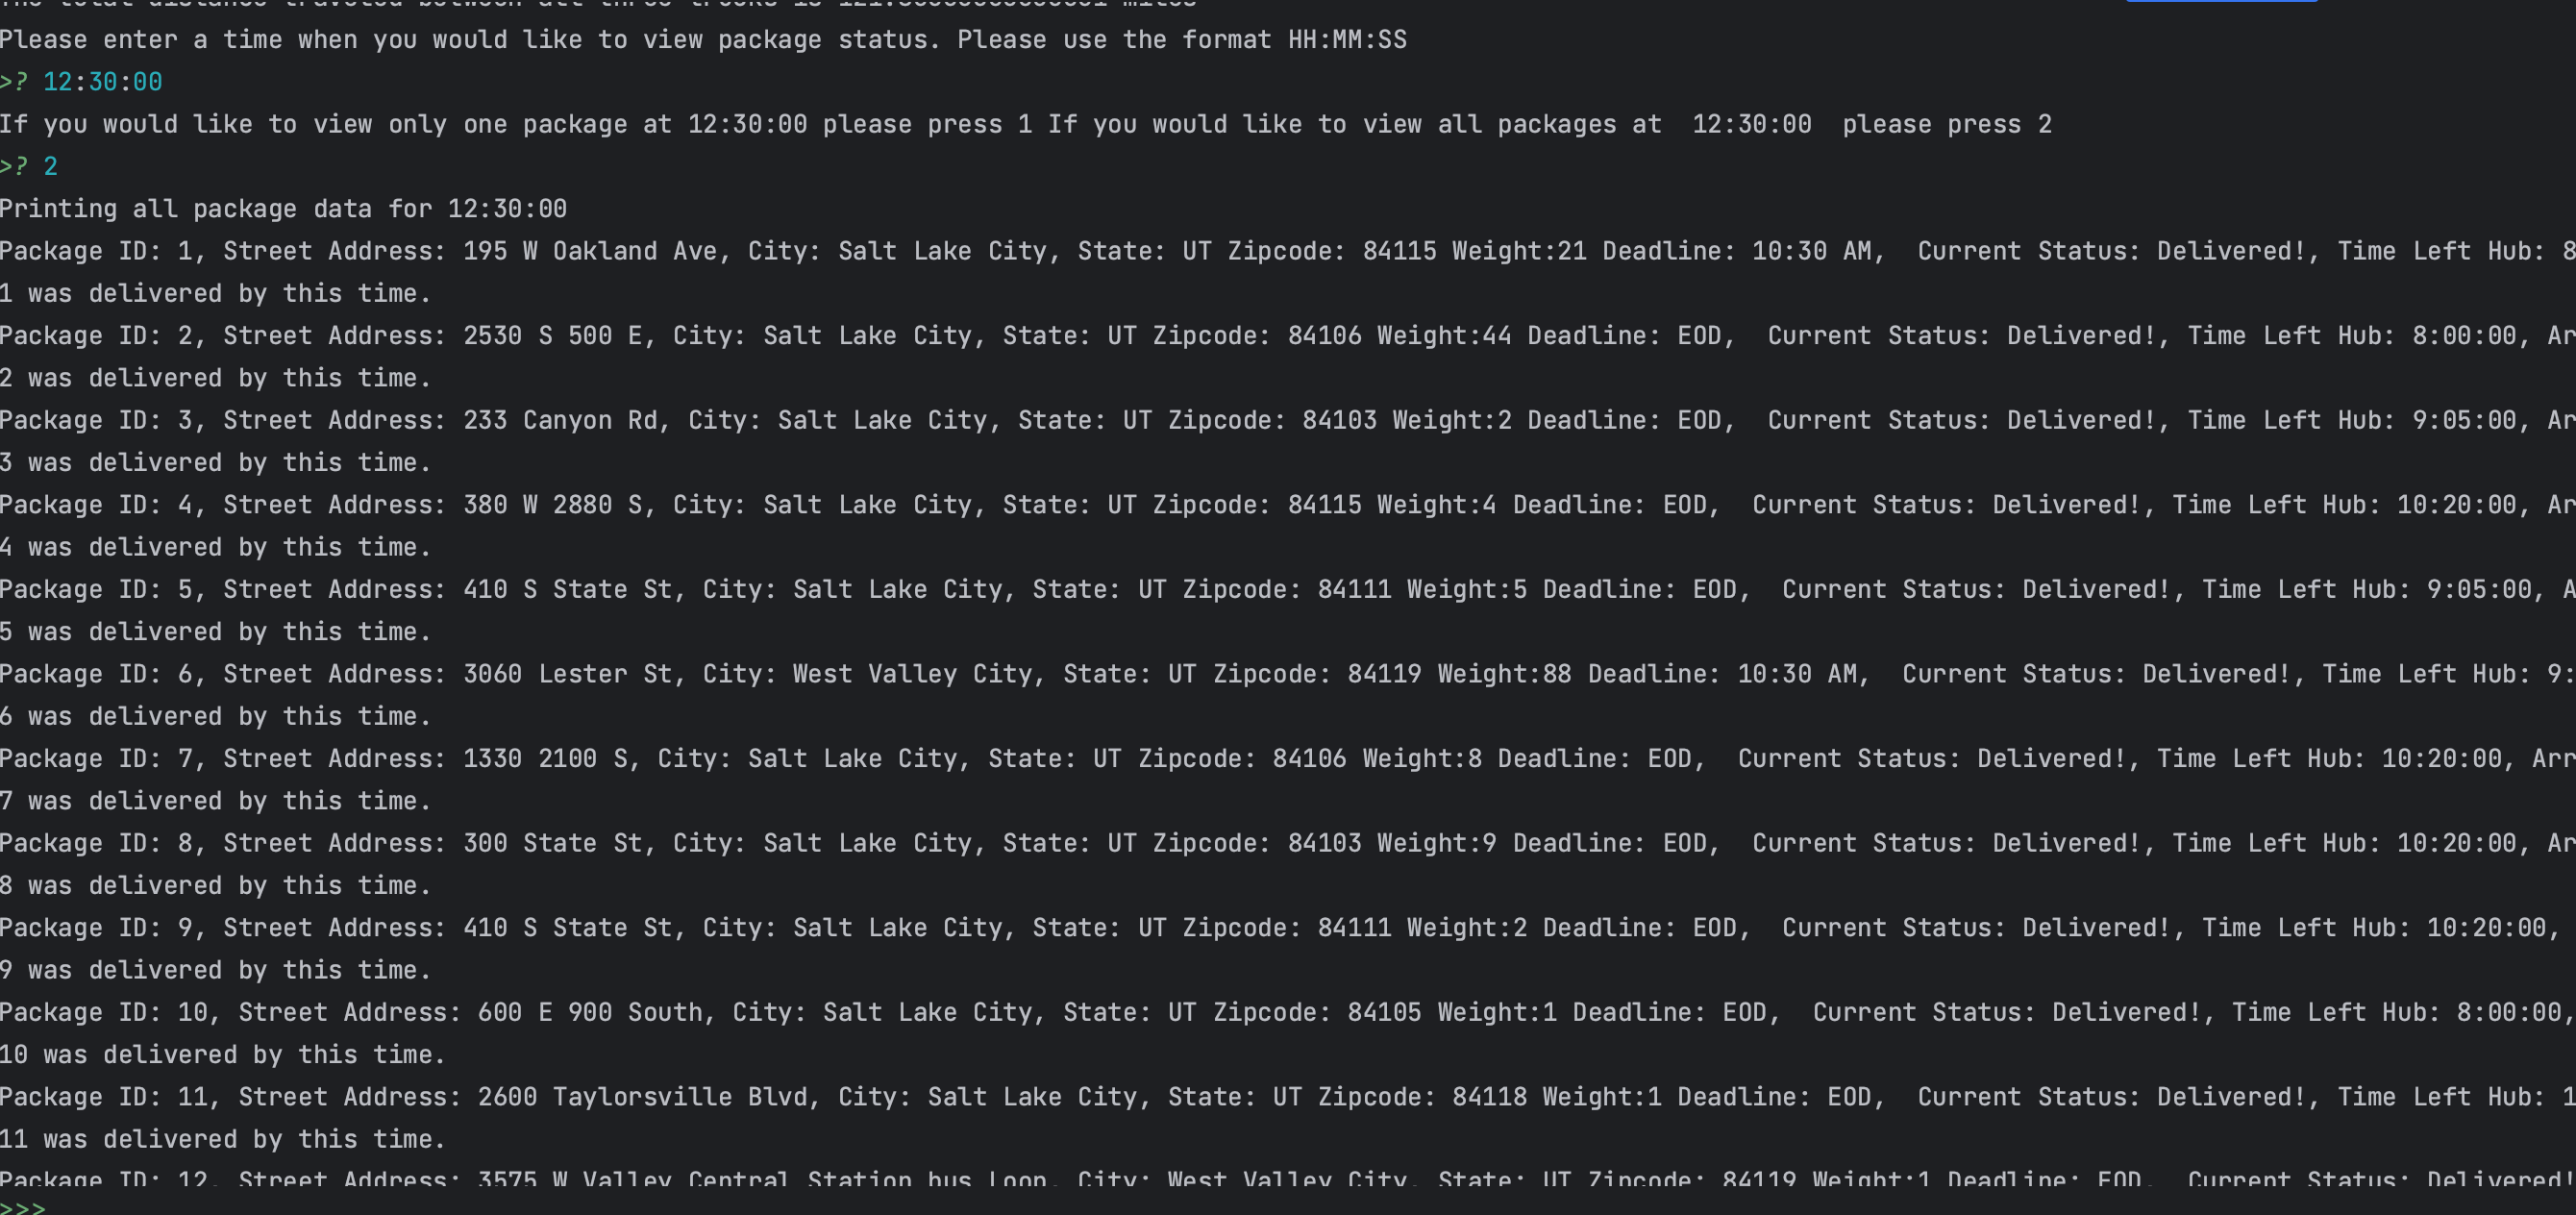 The total distance traveled between all three trucks is miles
Please enter a time when you would like to view package status. Please use the format HH:MM:SS
>? 12:30:00
If you would like to view only one package at 12:30:00 please press 1 If you would like to view all packages at  12:30:00  please press 2
>? 2
Printing all package data for 12:30:00
Package ID: 1, Street Address: 195 W Oakland Ave, City: Salt Lake City, State: UT Zipcode: 84115 Weight:21 Deadline: 10:30 AM,  Current Status: Delivered!, Time Left Hub: 8
1 was delivered by this time.
Package ID: 2, Street Address: 2530 S 500 E, City: Salt Lake City, State: UT Zipcode: 84106 Weight:44 Deadline: EOD,  Current Status: Delivered!, Time Left Hub: 8:00:00, Ar
2 was delivered by this time.
Package ID: 3, Street Address: 233 Canyon Rd, City: Salt Lake City, State: UT Zipcode: 84103 Weight:2 Deadline: EOD,  Current Status: Delivered!, Time Left Hub: 9:05:00, Ar
3 was delivered by this time.
Package ID: 4, Street Address: 380 W 2880 S, City: Salt Lake City, State: UT Zipcode: 84115 Weight:4 Deadline: EOD,  Current Status: Delivered!, Time Left Hub: 10:20:00, Ar
4 was delivered by this time.
Package ID: 5, Street Address: 410 S State St, City: Salt Lake City, State: UT Zipcode: 84111 Weight:5 Deadline: EOD,  Current Status: Delivered!, Time Left Hub: 9:05:00, A
5 was delivered by this time.
Package ID: 6, Street Address: 3060 Lester St, City: West Valley City, State: UT Zipcode: 84119 Weight:88 Deadline: 10:30 AM,  Current Status: Delivered!, Time Left Hub: 9:
6 was delivered by this time.
Package ID: 7, Street Address: 1330 2100 S, City: Salt Lake City, State: UT Zipcode: 84106 Weight:8 Deadline: EOD,  Current Status: Delivered!, Time Left Hub: 10:20:00, Arr
7 was delivered by this time.
Package ID: 8, Street Address: 300 State St, City: Salt Lake City, State: UT Zipcode: 84103 Weight:9 Deadline: EOD,  Current Status: Delivered!, Time Left Hub: 10:20:00, Ar
8 was delivered by this time.
Package ID: 9, Street Address: 410 S State St, City: Salt Lake City, State: UT Zipcode: 84111 Weight:2 Deadline: EOD,  Current Status: Delivered!, Time Left Hub: 10:20:00,
9 was delivered by this time.
Package ID: 10, Street Address: 600 E 900 South, City: Salt Lake City, State: UT Zipcode: 84105 Weight:1 Deadline: EOD,  Current Status: Delivered!, Time Left Hub: 8:00:00,
10 was delivered by this time.
Package ID: 11, Street Address: 2600 Taylorsville Blvd, City: Salt Lake City, State: UT Zipcode: 84118 Weight:1 Deadline: EOD,  Current Status: Delivered!, Time Left Hub: 1
11 was delivered by this time.
Package ID: 12, Street Address: 3575 W Valley Central Station bus Loop, City: West Valley City, State: UT Zipcode: 84119 Weight:1 Deadline: EOD,  Current Status: Delivered!
>>>